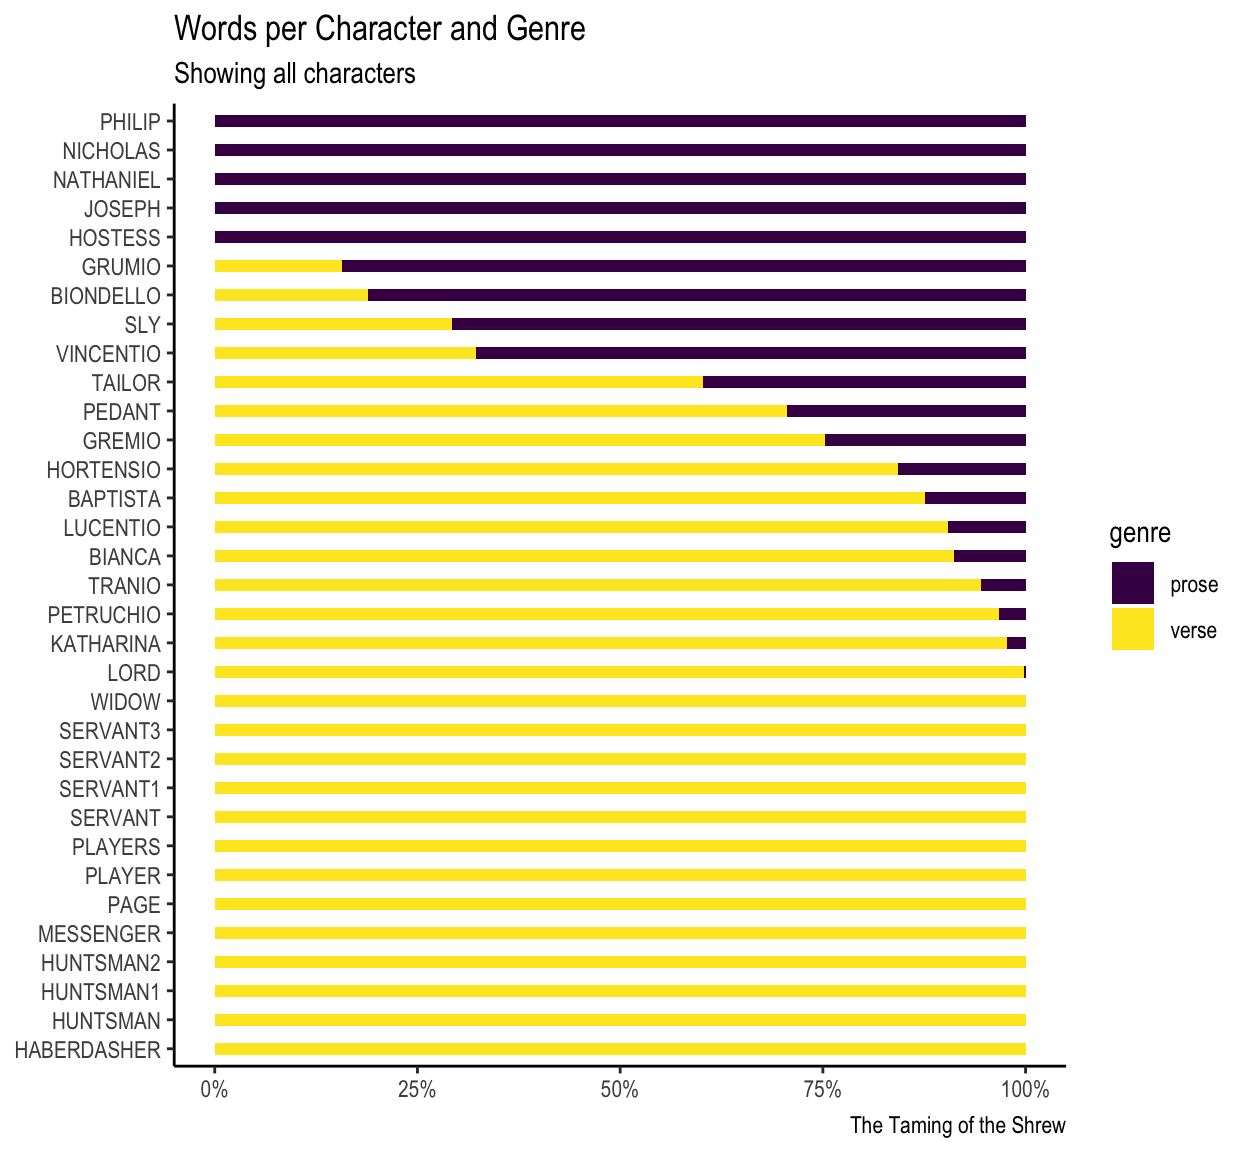 Words per Character and Genre
Showing all characters
PHILIP
NICHOLAS
NATHANIEL
JOSEPH
HOSTESS
GRUMIO
BIONDELLO
SLY
VINCENTIO
TAILOR
PEDANT
GREMIO
HORTENSIO
BAPTISTA
LUCENTIO
BIANCA
TRANIO
PETRUCHIO
KATHARINA
LORD
WIDOW
SERVANT3
SERVANT2
SERVANT1
SERVANT
PLAYERS
PLAYER
PAGE
MESSENGER
HUNTSMAN2
HUNTSMAN1
HUNTSMAN
HABERDASHER
0% 25% 50% 75% 100%
The Taming of the Shrew
genre
prose
verse